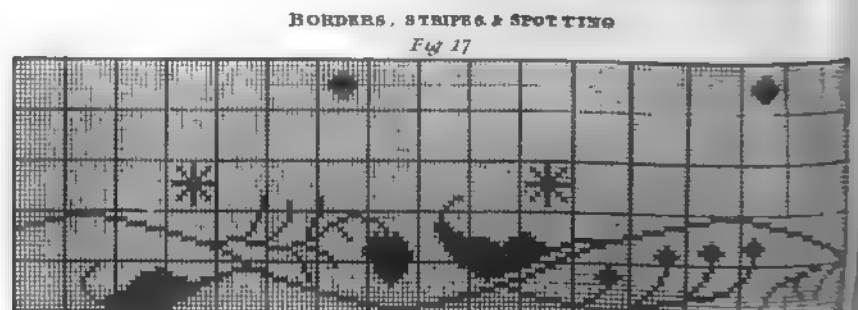 BORDERS, STRIPES & SPOTTING
Fig 17